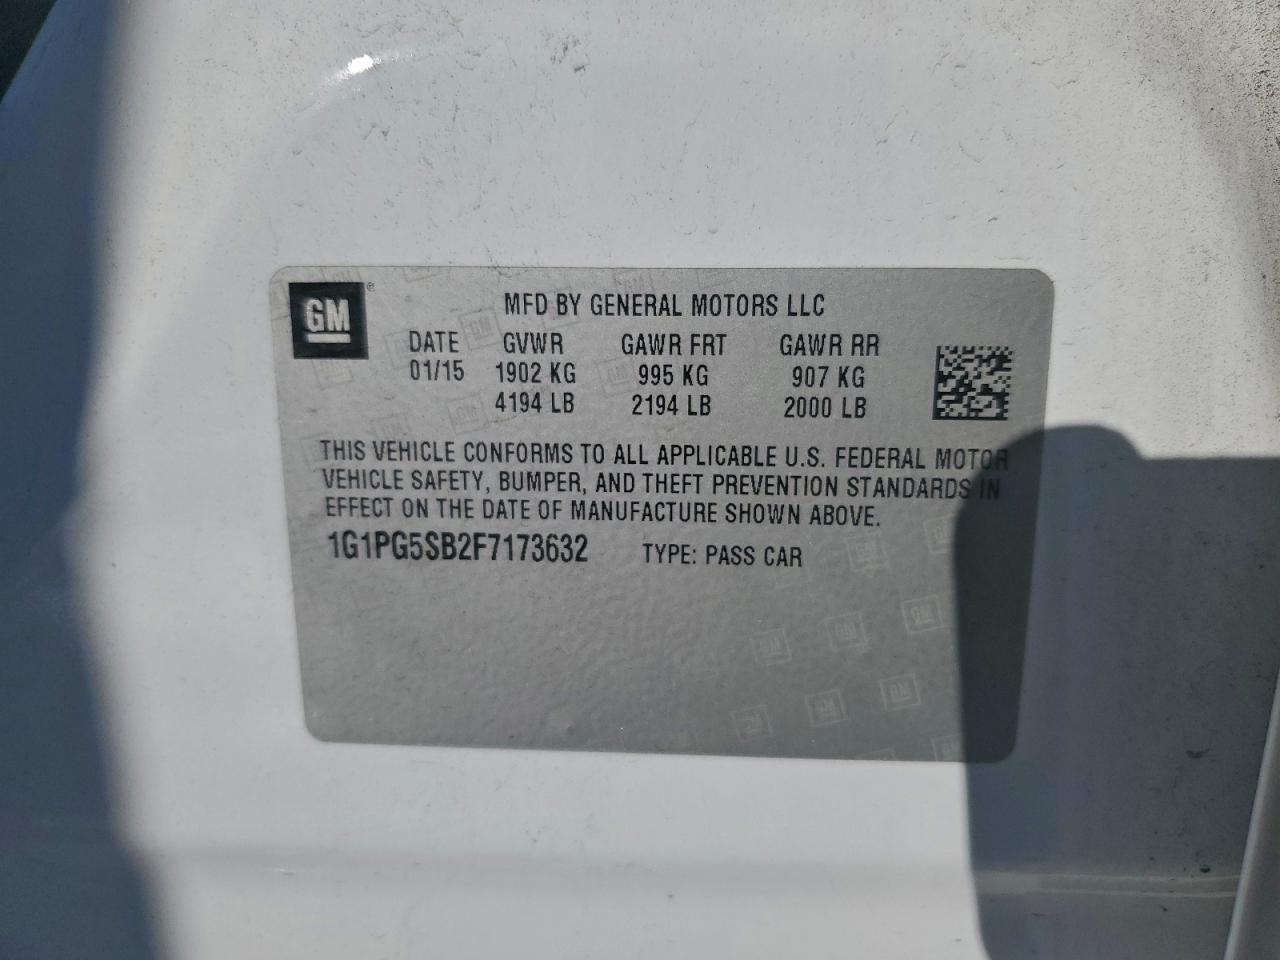 GM®
MFD BY GENERAL MOTORS LLC
DATE GVWR GAWR FRT GAWR RR
01/15 1902 KG 995 KG 907 KG
4194 LB 2194 LB 2000 LB
THIS VEHICLE CONFORMS TO ALL APPLICABLE U.S. FEDERAL MOTOR
VEHICLE SAFETY, BUMPER, AND THEFT PREVENTION STANDARDS IN
EFFECT ON THE DATE OF MANUFACTURE SHOWN ABOVE.
1G1PG5SB2F7173632 TYPE: PASS CAR